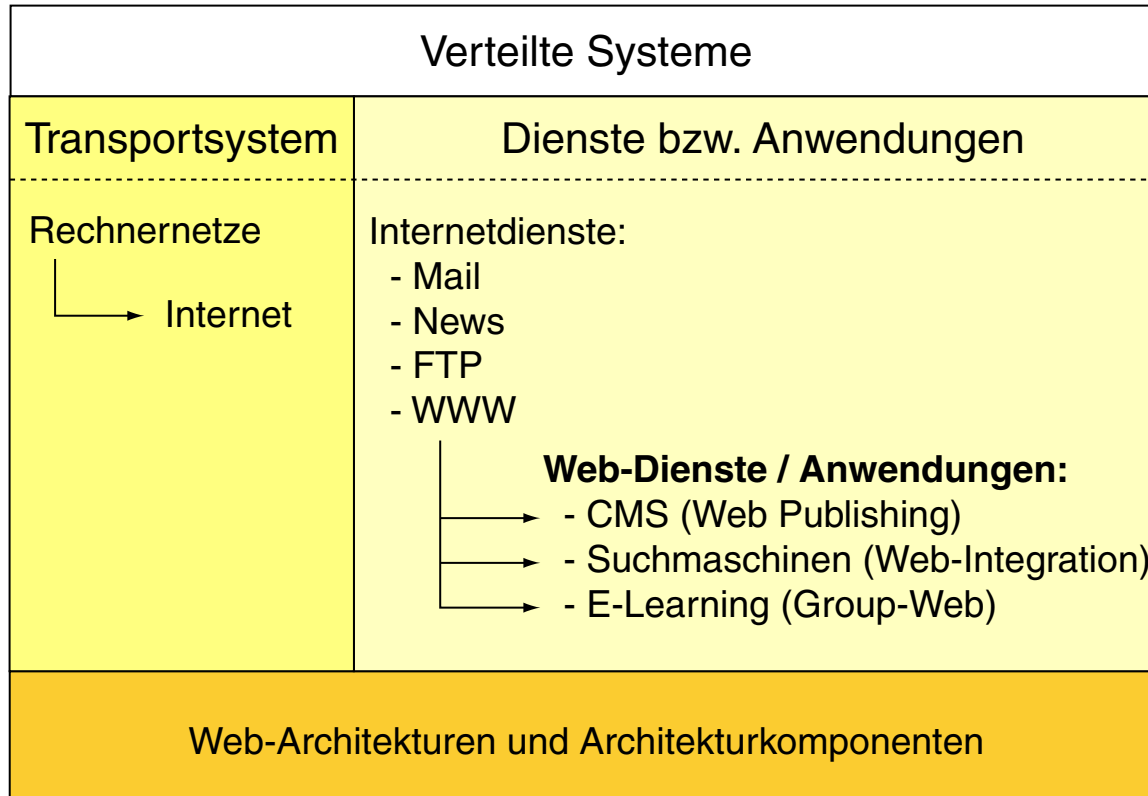 Verteilte Systeme
Transportsystem
Dienste bzw. Anwendungen
Rechnernetze
Internet
Internetdienste:
- Mail
- News
- FTP
- WWW
Web-Dienste / Anwendungen:
- CMS (Web Publishing)
- Suchmaschinen (Web-Integration)
- E-Learning (Group-Web)
Web-Architekturen und Architekturkomponenten